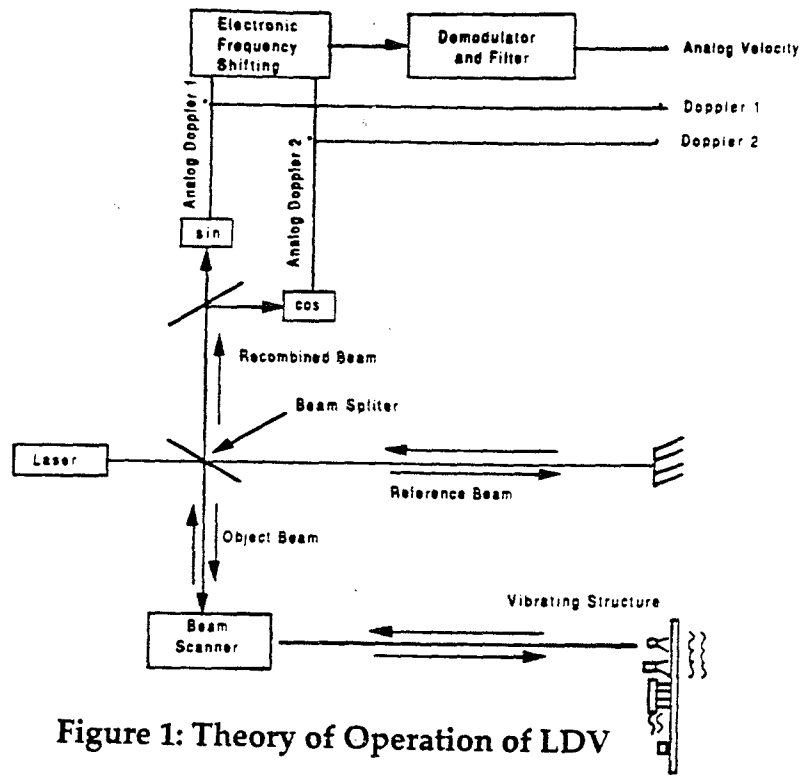 Electronic
Frequency
Shifting
Demodulator
and Filter
Analog Velocity
Doppler 1
Doppler 2
Analog Doppler 1
Analog Doppler 2
sin
cos
Recombined Beam
Beam Spliter
Laser
Reference Beam
Object Beam
Vibrating Structure
Beam
Scanner
Figure 1: Theory of Operation of LDV